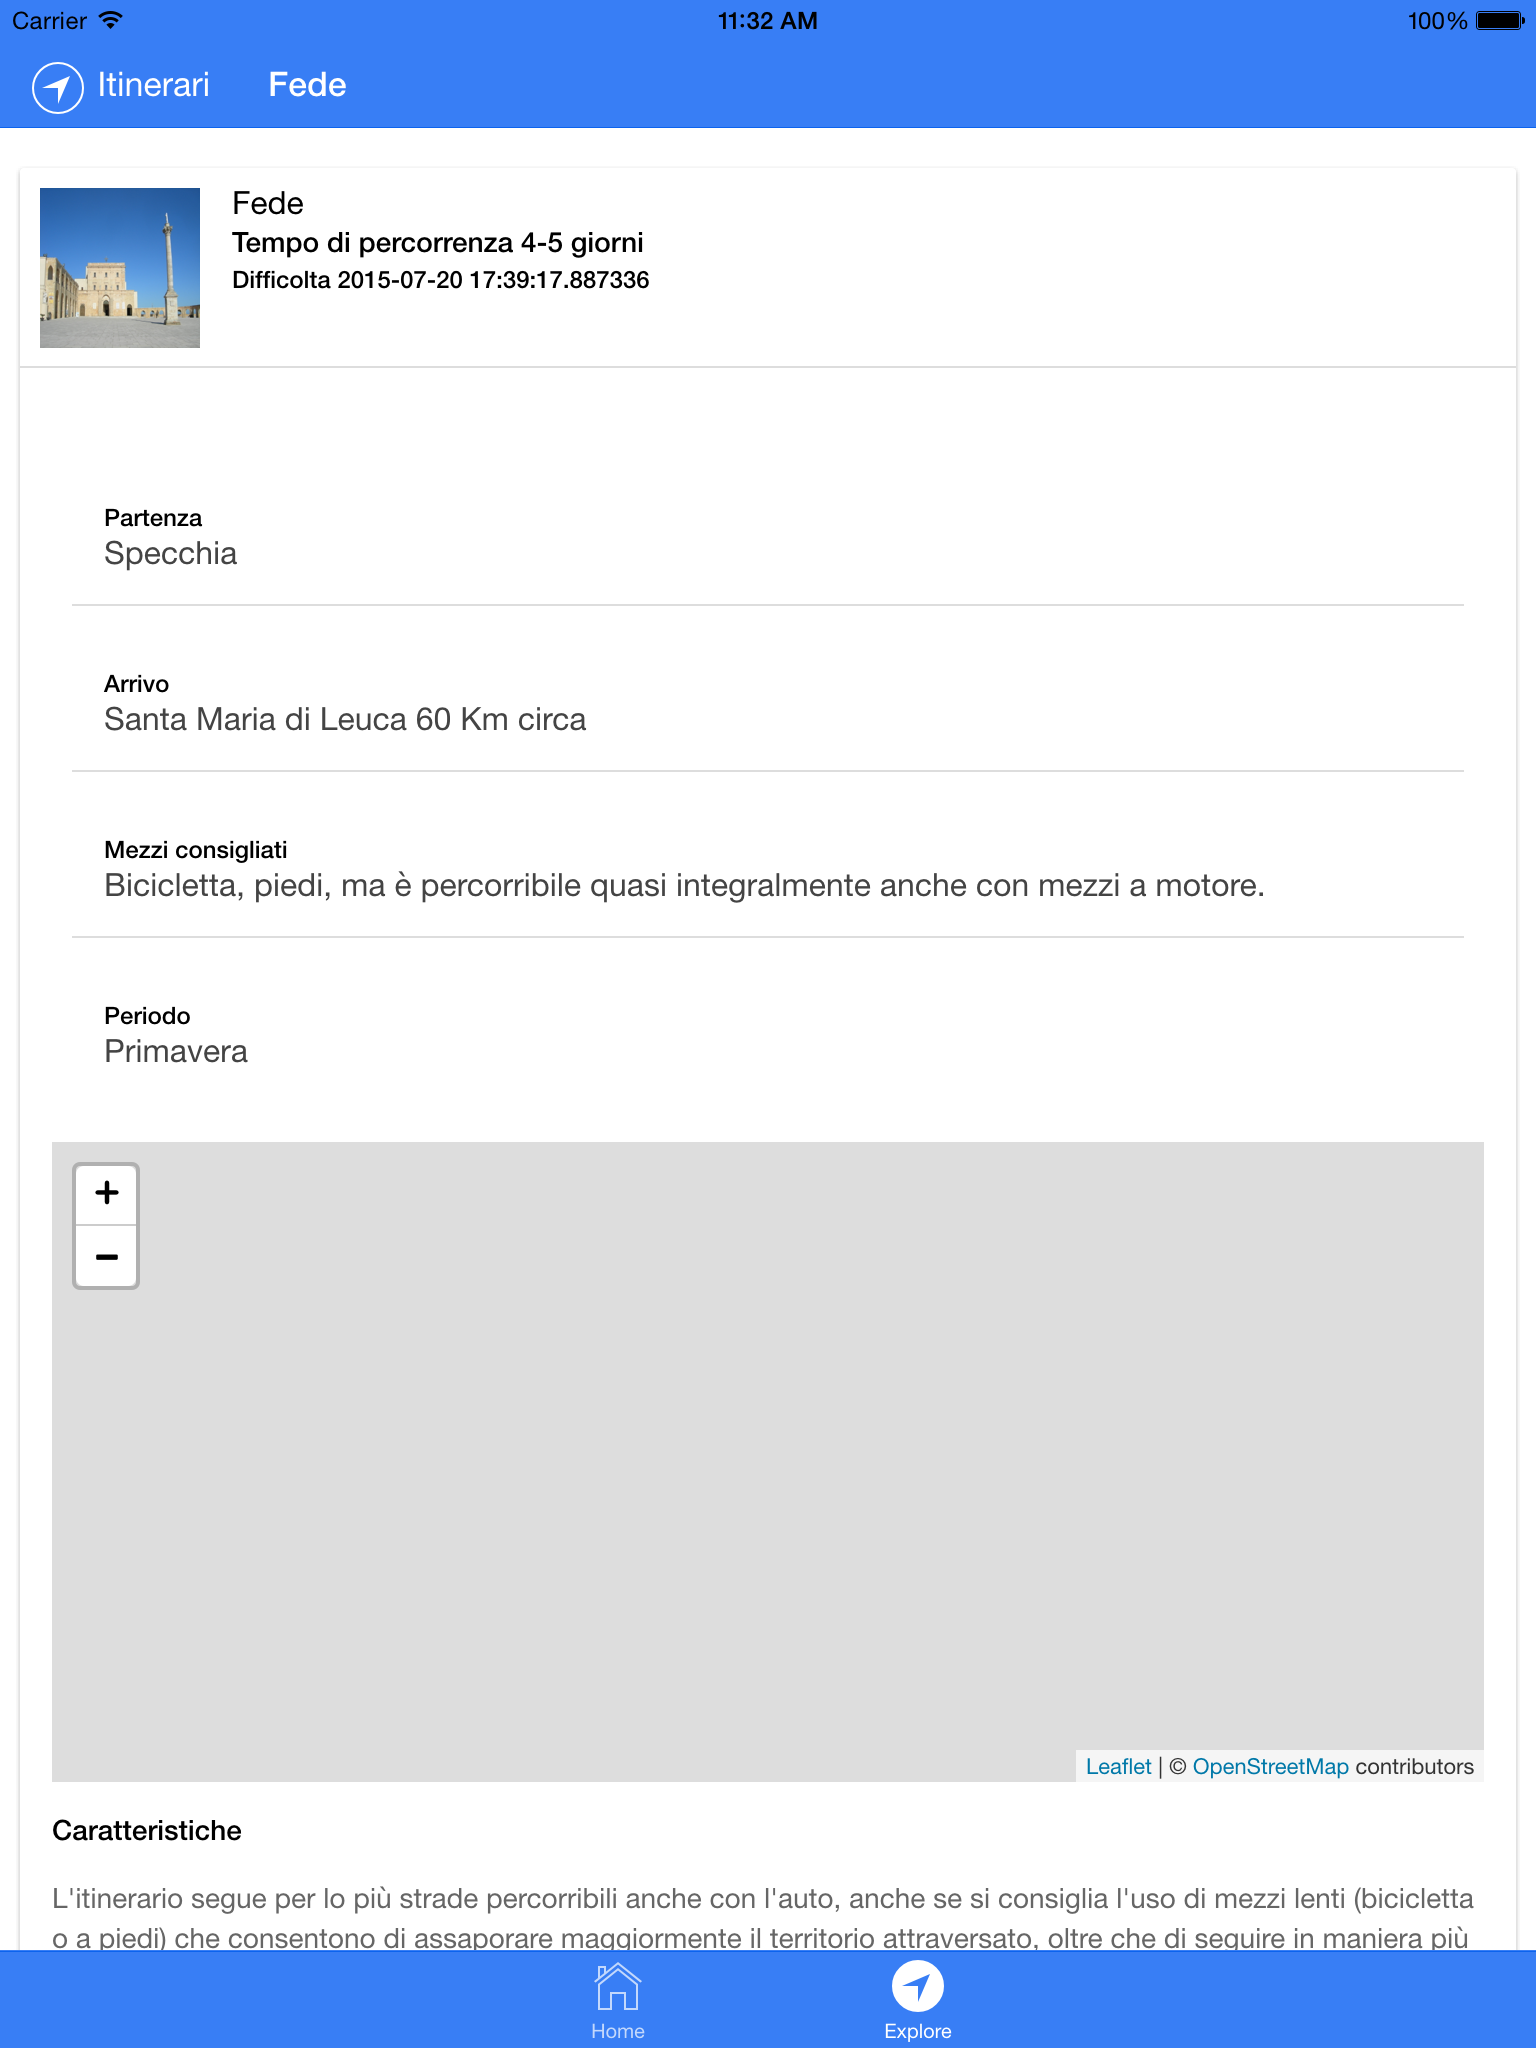 Carrier 11:32 AM 100%
Itinerari Fede
Fede
Tempo di percorrenza 4-5 giorni
Difficolta 2015-07-20 17:39:17.887336
Partenza
Specchia
Arrivo
Santa Maria di Leuca 60 Km circa
Mezzi consigliati
Bicicletta, piedi, ma è percorribile quasi integralmente anche con mezzi a motore.
Periodo
Primavera
+
−
Leaflet | © OpenStreetMap contributors
Caratteristiche
L'itinerario segue per lo più strade percorribili anche con l'auto, anche se si consiglia l'uso di mezzi lenti (bicicletta
o a piedi) che consentono di assaporare maggiormente il territorio attraversato, oltre che di seguire in maniera più
Home Explore